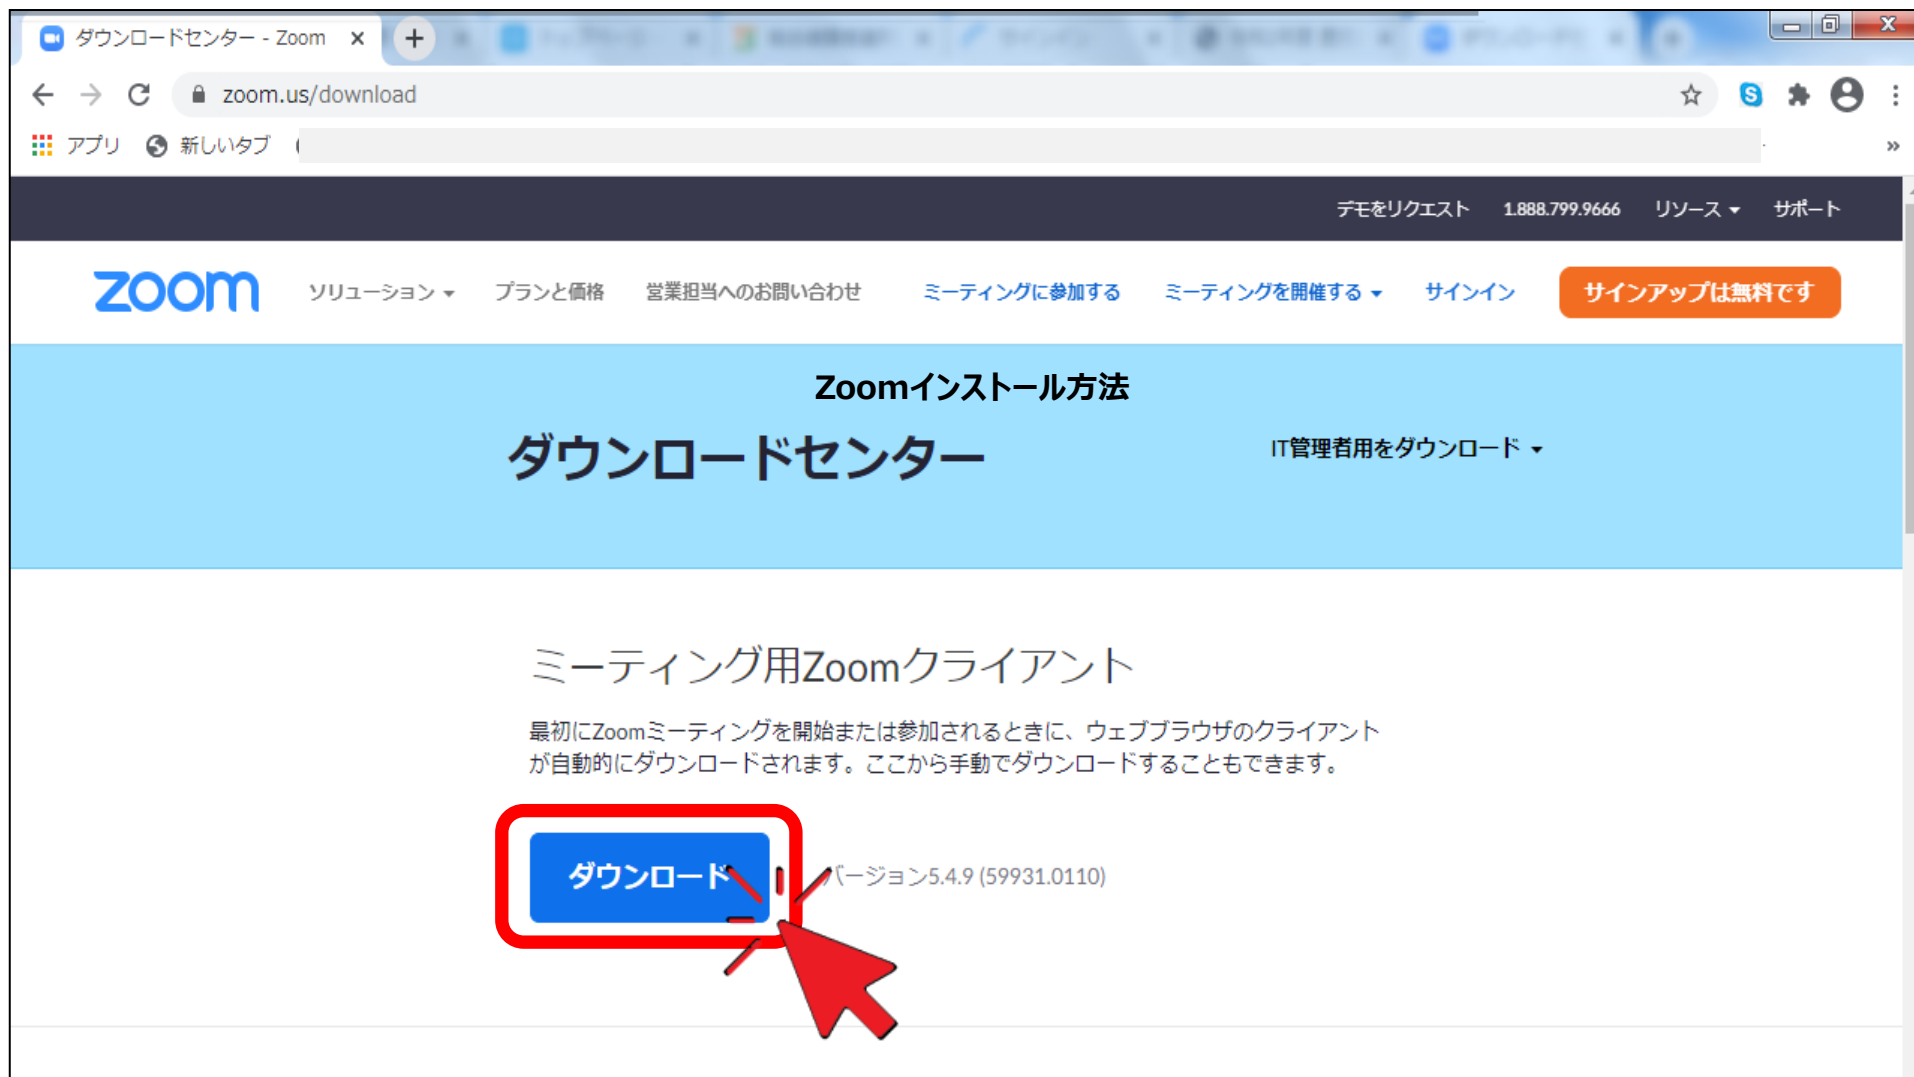 ダウンロードセンター - Zoom
zoom.us/download
アプリ 新しいタブ
デモをリクエスト 1.888.799.9666 リソース サポート
zoom ソリューション プランと価格 営業担当へのお問い合わせ ミーティングに参加する ミーティングを開催する サインイン サインアップは無料です
Zoomインストール方法
ダウンロードセンター IT管理者用をダウンロード
ミーティング用Zoomクライアント
最初にZoomミーティングを開始または参加されるときに、ウェブブラウザのクライアント
が自動的にダウンロードされます。ここから手動でダウンロードすることもできます。
ダウンロード バージョン5.4.9 (59931.0110)